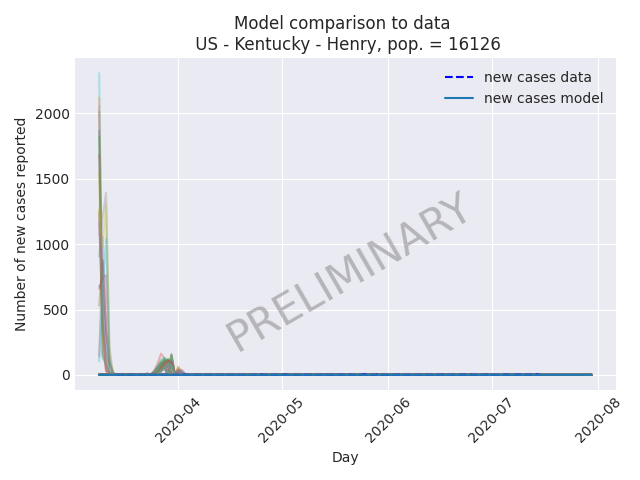 Model comparison to data
US - Kentucky - Henry, pop. = 16126
new cases data
new cases model
Number of new cases reported
2000
1500
1000
500
0
PRELIMINARY
2020-04
2020-05
2020-06
2020-07
2020-08
Day